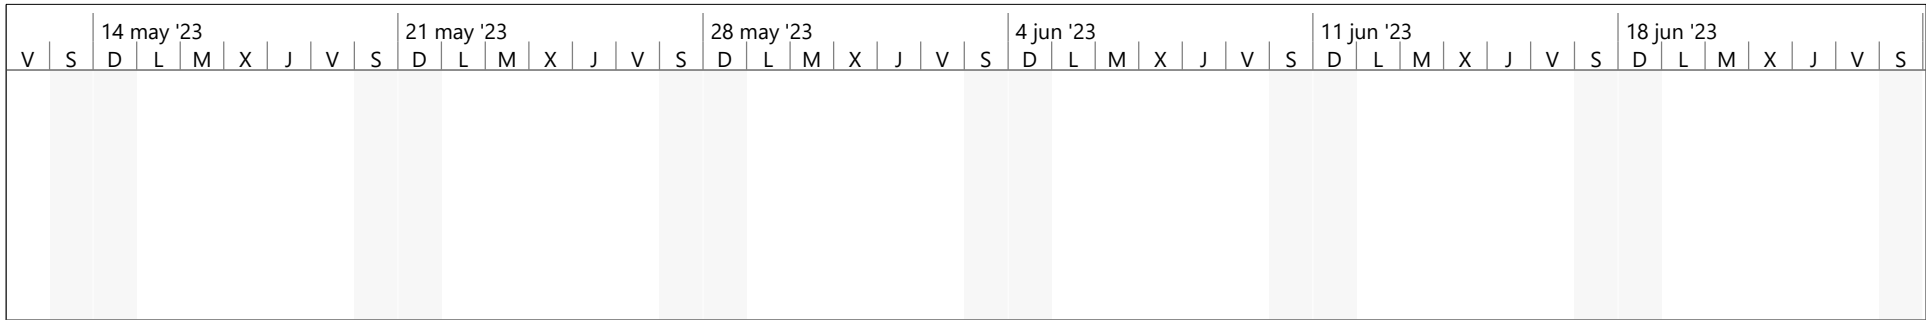 14 may '23 21 may '23 28 may '23 4 jun '23 11 jun '23 18 jun '23
V S D L M X J V S D L M X J V S D L M X J V S D L M X J V S D L M X J V S D L M X J V S